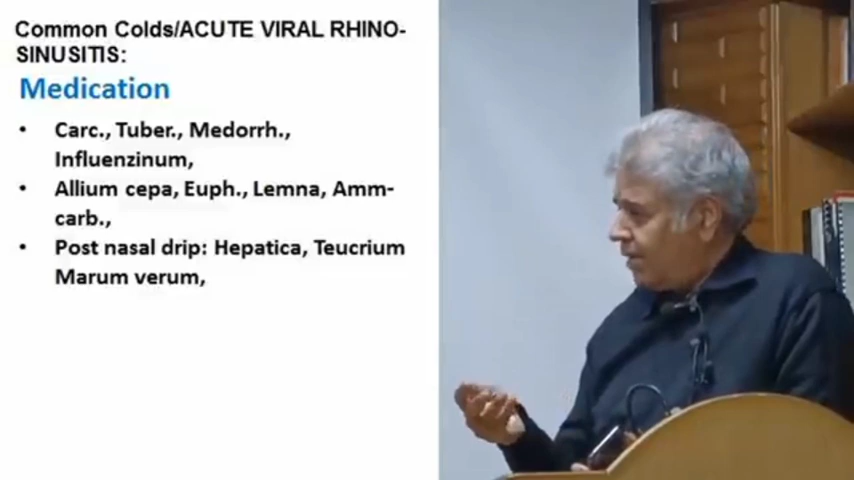 Common Colds/ACUTE VIRAL RHINO-
SINUSITIS:
Medication
• Carc., Tuber., Medorrh.,
Influenzinum,
• Allium cepa, Euph., Lemna, Amm-
carb.,
• Post nasal drip: Hepatica, Teucrium
Marum verum,